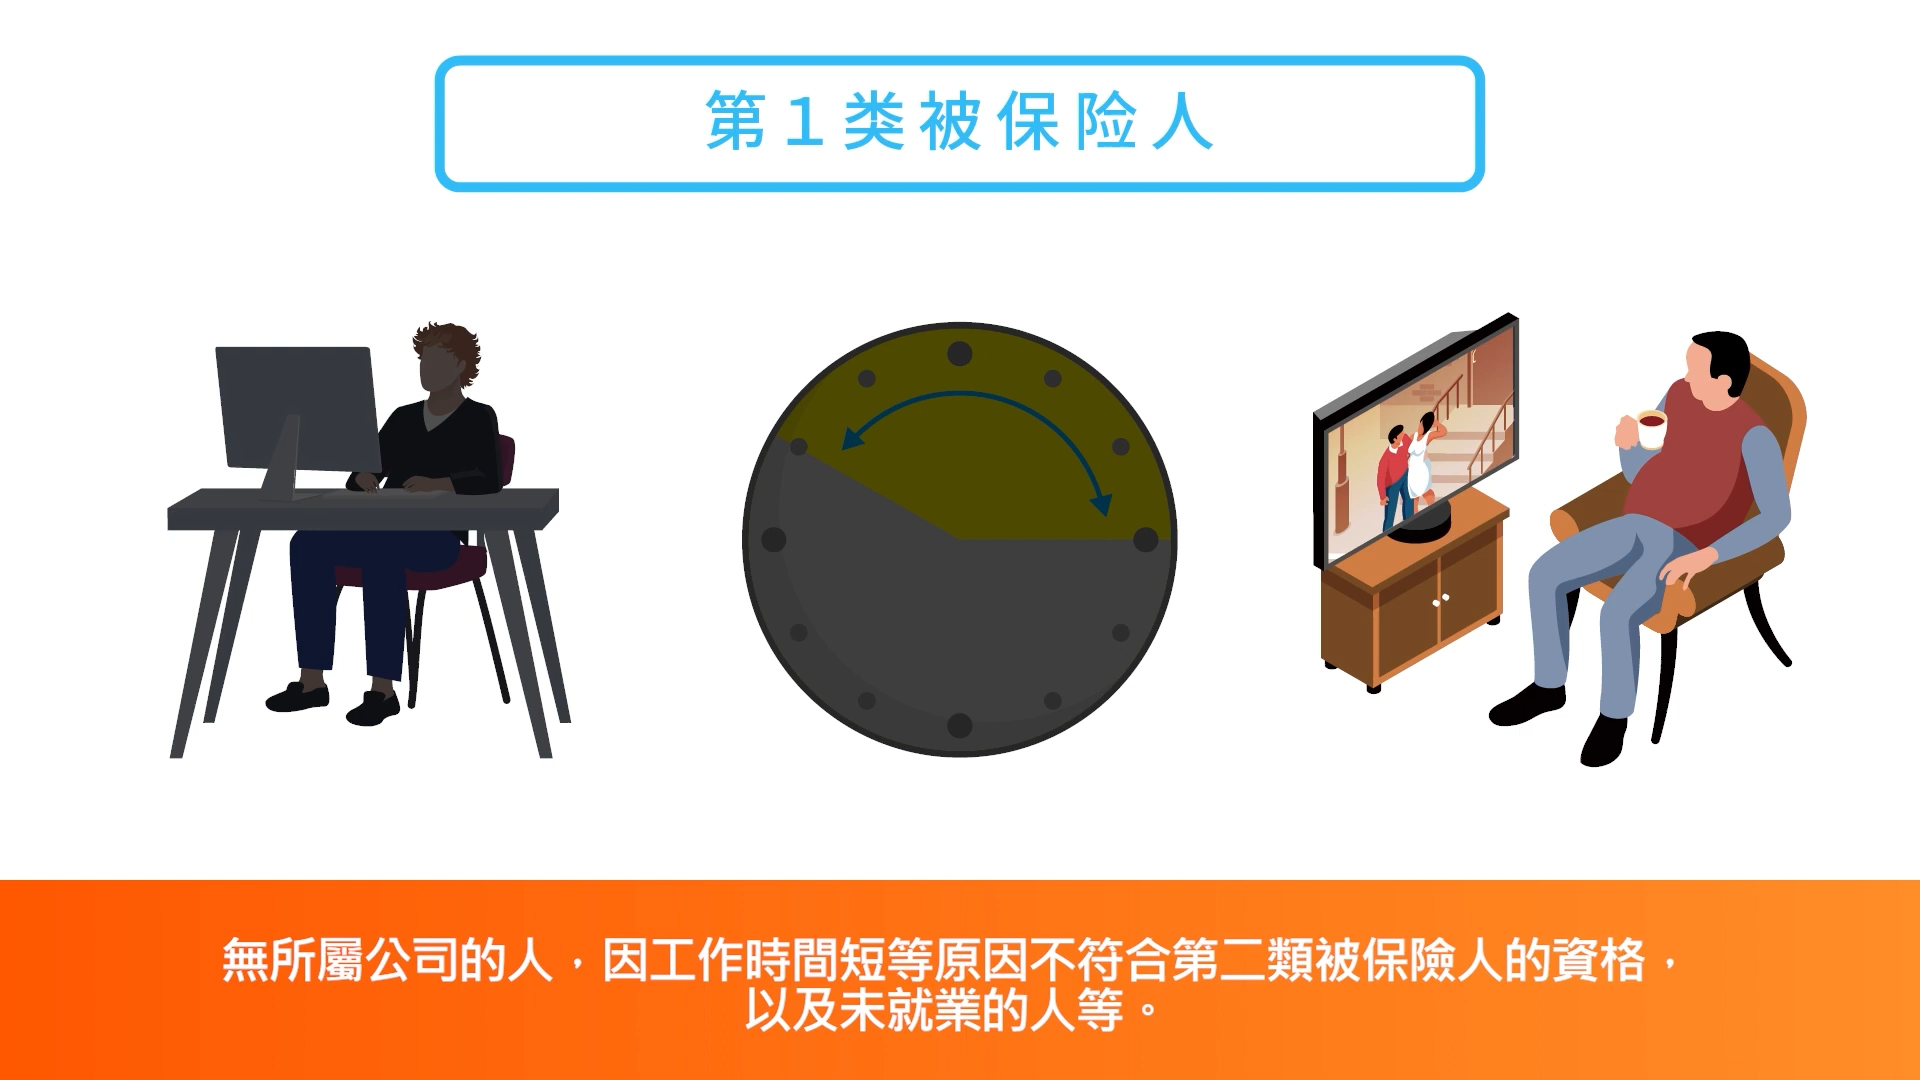 第１类被保险人
無所屬公司的人，因工作時間短等原因不符合第二類被保險人的資格，
以及未就業的人等。